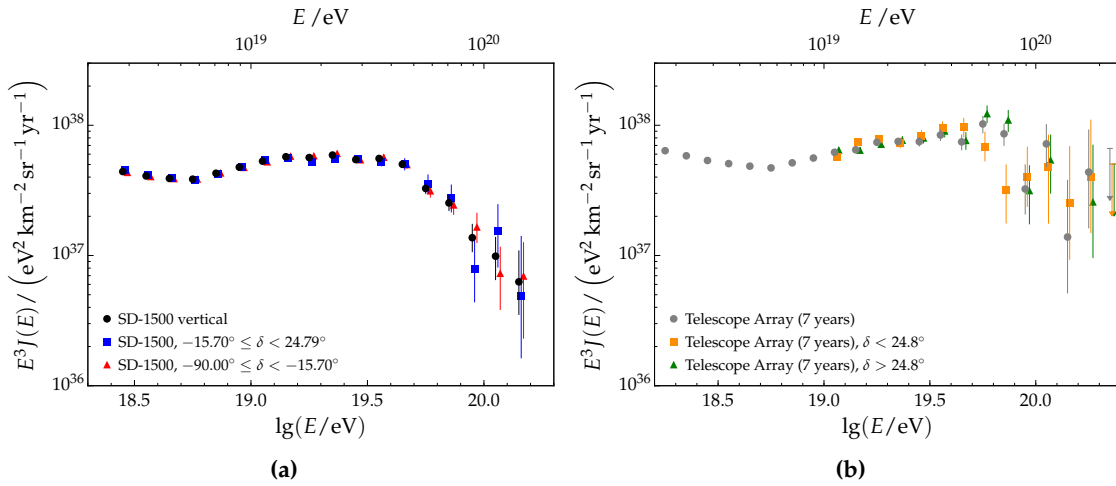 E /eV
10^19 10^20
E^3 J(E) / (eV^2 km^−2 sr^−1 yr^−1)
10^38
10^37
10^36
SD-1500 vertical
SD-1500, −15.70° ≤ δ < 24.79°
SD-1500, −90.00° ≤ δ < −15.70°
18.5 19.0 19.5 20.0
lg(E/eV)
(a)
E /eV
10^19 10^20
E^3 J(E) / (eV^2 km^−2 sr^−1 yr^−1)
10^38
10^37
10^36
Telescope Array (7 years)
Telescope Array (7 years), δ < 24.8°
Telescope Array (7 years), δ > 24.8°
18.5 19.0 19.5 20.0
lg(E/eV)
(b)